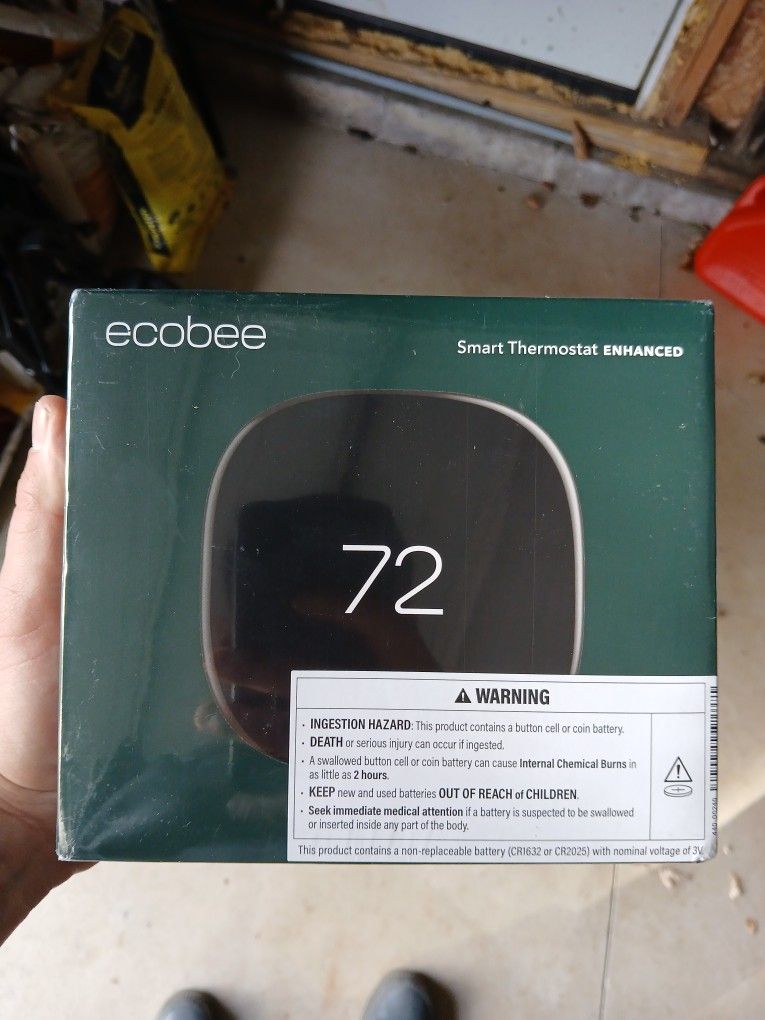 ecobee
Smart Thermostat ENHANCED
72
⚠ WARNING
· INGESTION HAZARD: This product contains a button cell or coin battery.
· DEATH or serious injury can occur if ingested.
· A swallowed button cell or coin battery can cause Internal Chemical Burns in
as little as 2 hours.
· KEEP new and used batteries OUT OF REACH of CHILDREN.
· Seek immediate medical attention if a battery is suspected to be swallowed
or inserted inside any part of the body.
This product contains a non-replaceable battery (CR1632 or CR2025) with nominal voltage of 3V